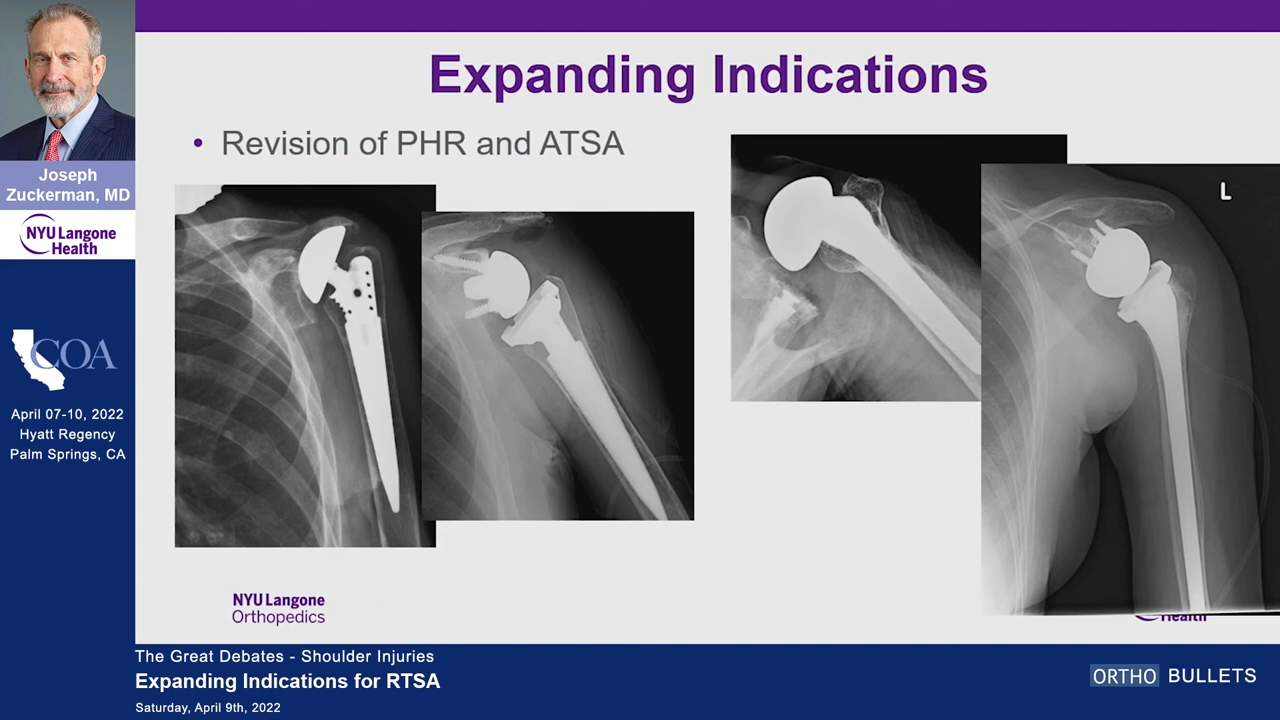 Joseph
Zuckerman, MD
NYU Langone
Health
COA
April 07-10, 2022
Hyatt Regency
Palm Springs, CA
Expanding Indications
• Revision of PHR and ATSA
L
NYU Langone
Orthopedics
Health
The Great Debates - Shoulder Injuries
Expanding Indications for RTSA
Saturday, April 9th, 2022
ORTHO BULLETS